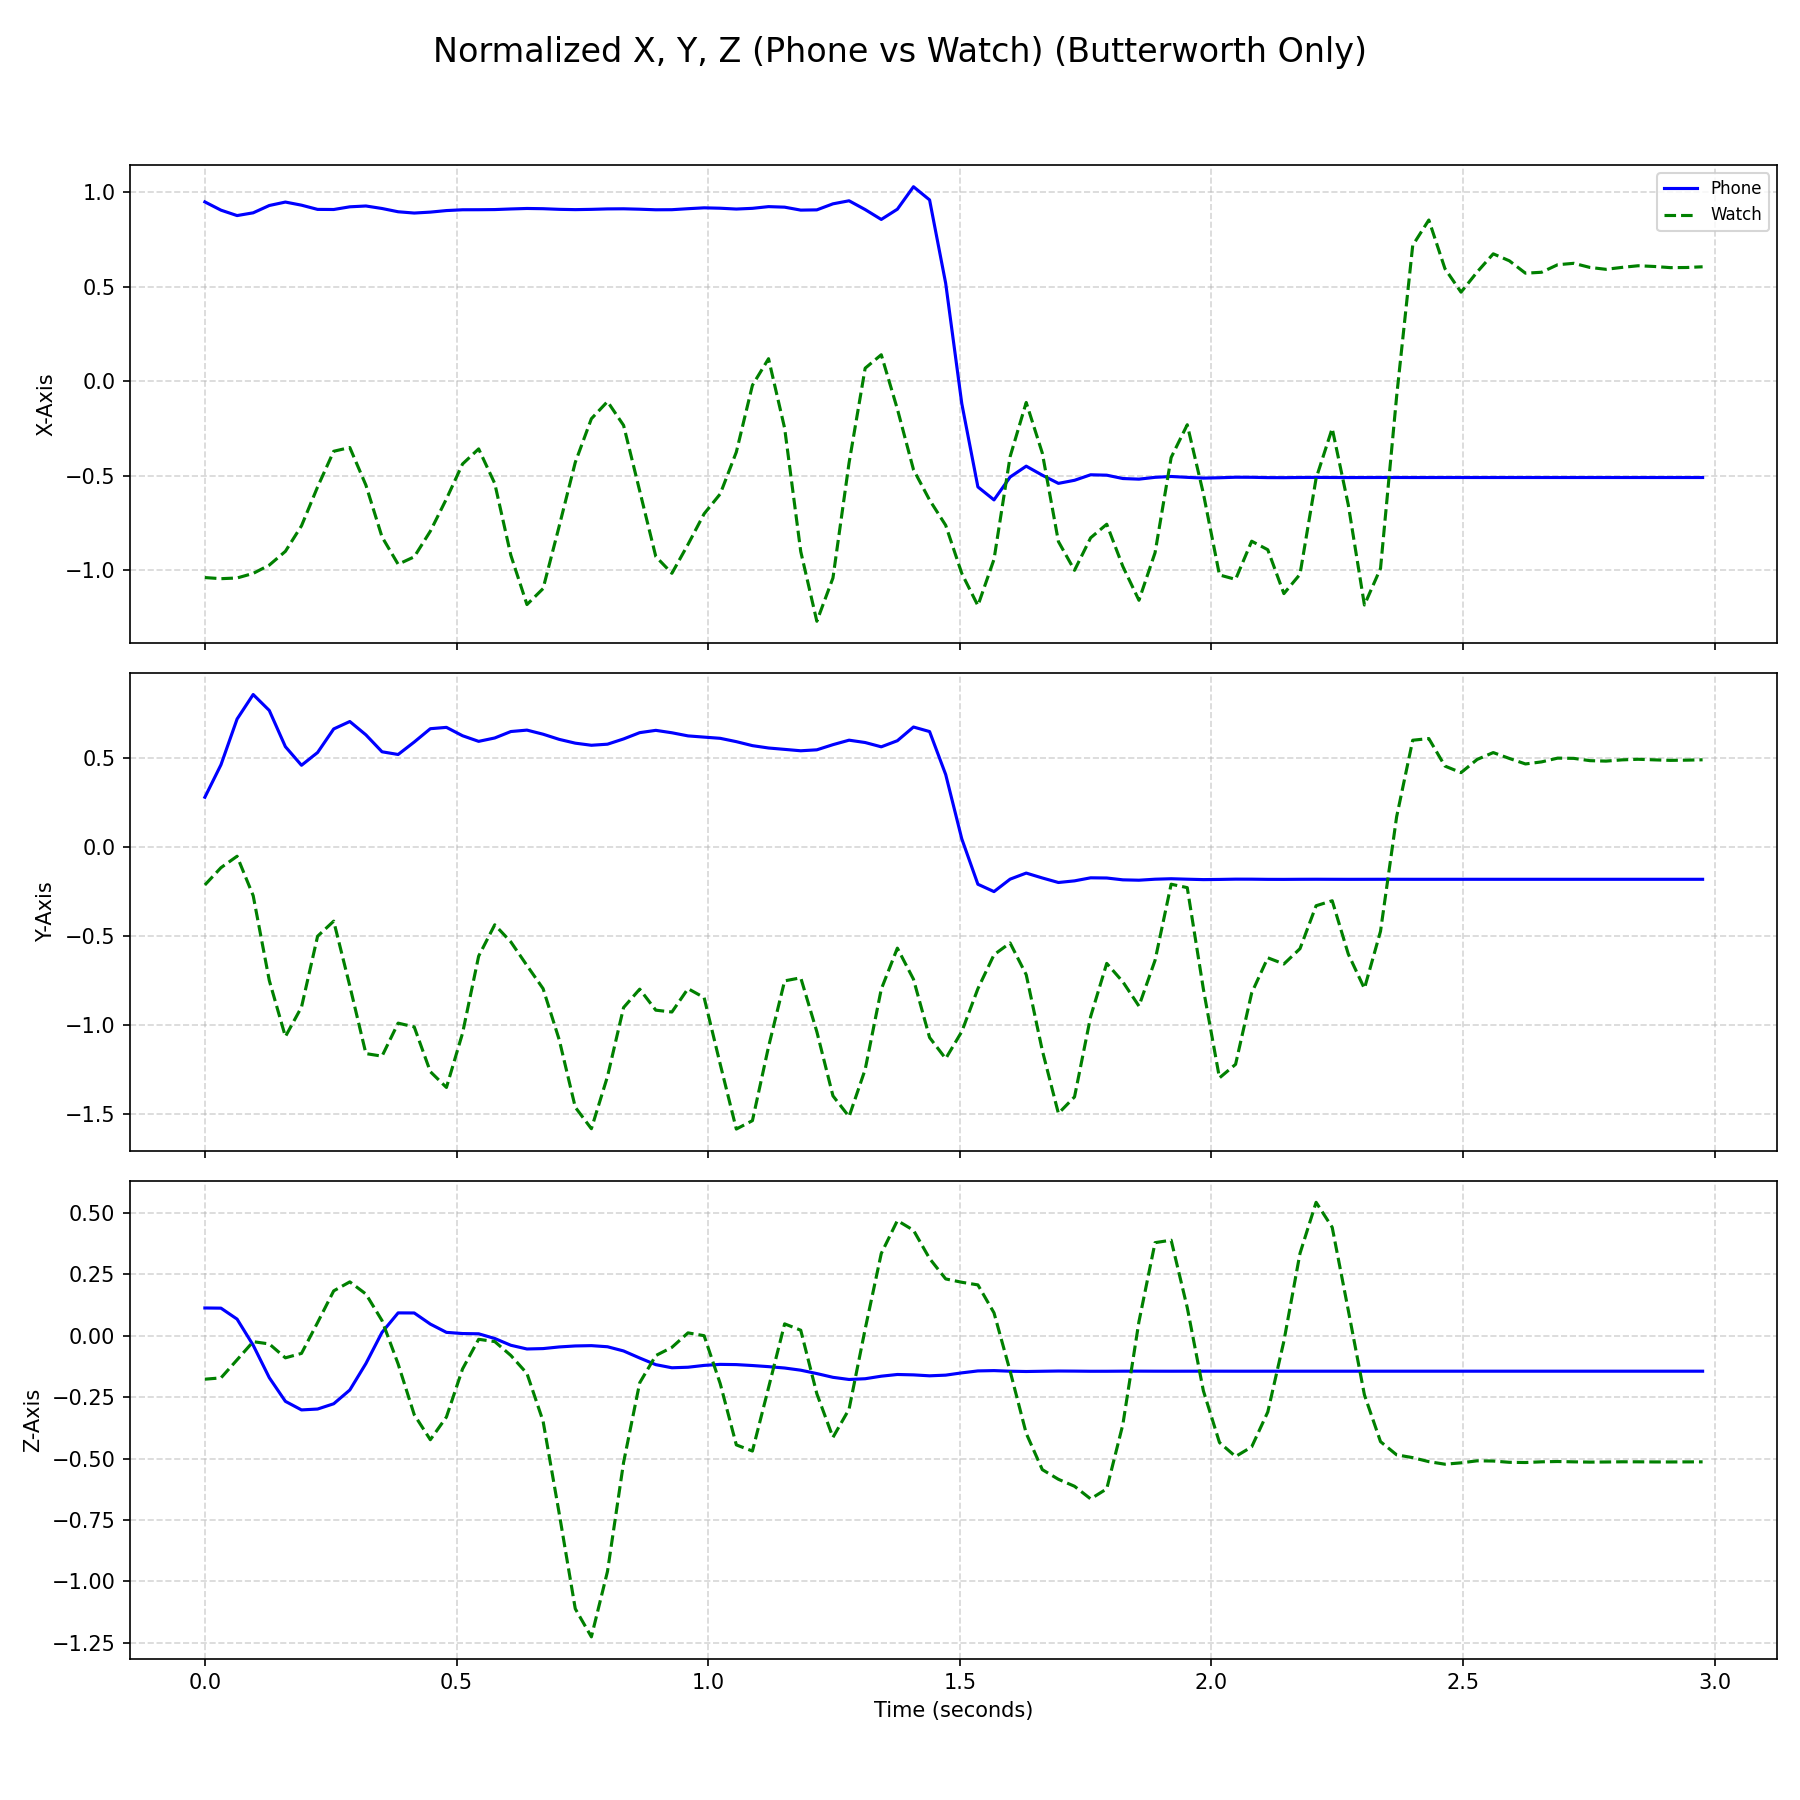 Normalized X, Y, Z (Phone vs Watch) (Butterworth Only)
Phone
Watch
1.0
0.5
0.0
−0.5
−1.0
X-Axis
0.5
0.0
−0.5
−1.0
−1.5
Y-Axis
0.50
0.25
0.00
−0.25
−0.50
−0.75
−1.00
−1.25
Z-Axis
0.0 0.5 1.0 1.5 2.0 2.5 3.0
Time (seconds)